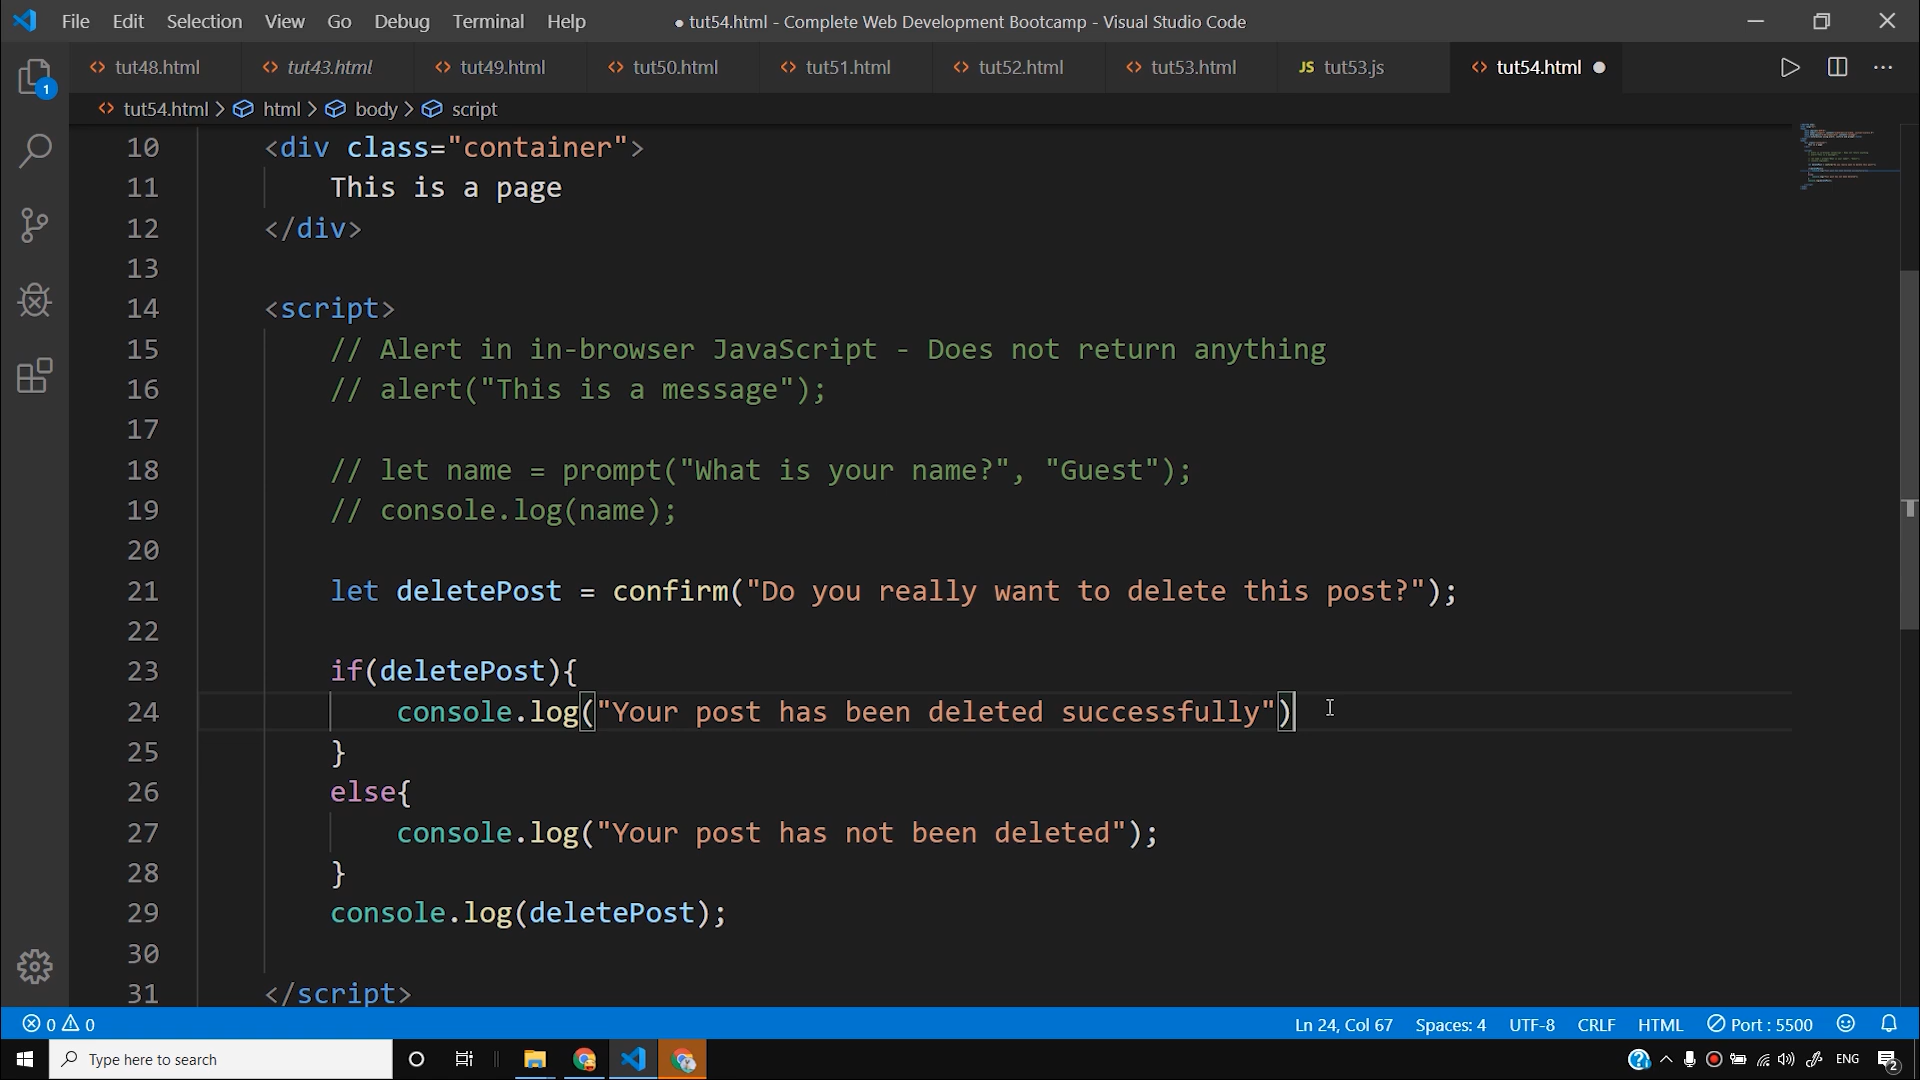 File Edit Selection View Go Debug Terminal Help
● tut54.html - Complete Web Development Bootcamp - Visual Studio Code
tut48.html tut43.html tut49.html tut50.html tut51.html tut52.html tut53.html JS tut53.js tut54.html ●
tut54.html > html > body > script
10 <div class="container">
11 This is a page
12 </div>
13
14 <script>
15 // Alert in in-browser JavaScript - Does not return anything
16 // alert("This is a message");
17
18 // let name = prompt("What is your name?", "Guest");
19 // console.log(name);
20
21 let deletePost = confirm("Do you really want to delete this post?");
22
23 if(deletePost){
24 console.log("Your post has been deleted successfully")
25 }
26 else{
27 console.log("Your post has not been deleted");
28 }
29 console.log(deletePost);
30
31 </script>
1
0 0
Ln 24, Col 67 Spaces: 4 UTF-8 CRLF HTML Port : 5500
Type here to search
ENG
2